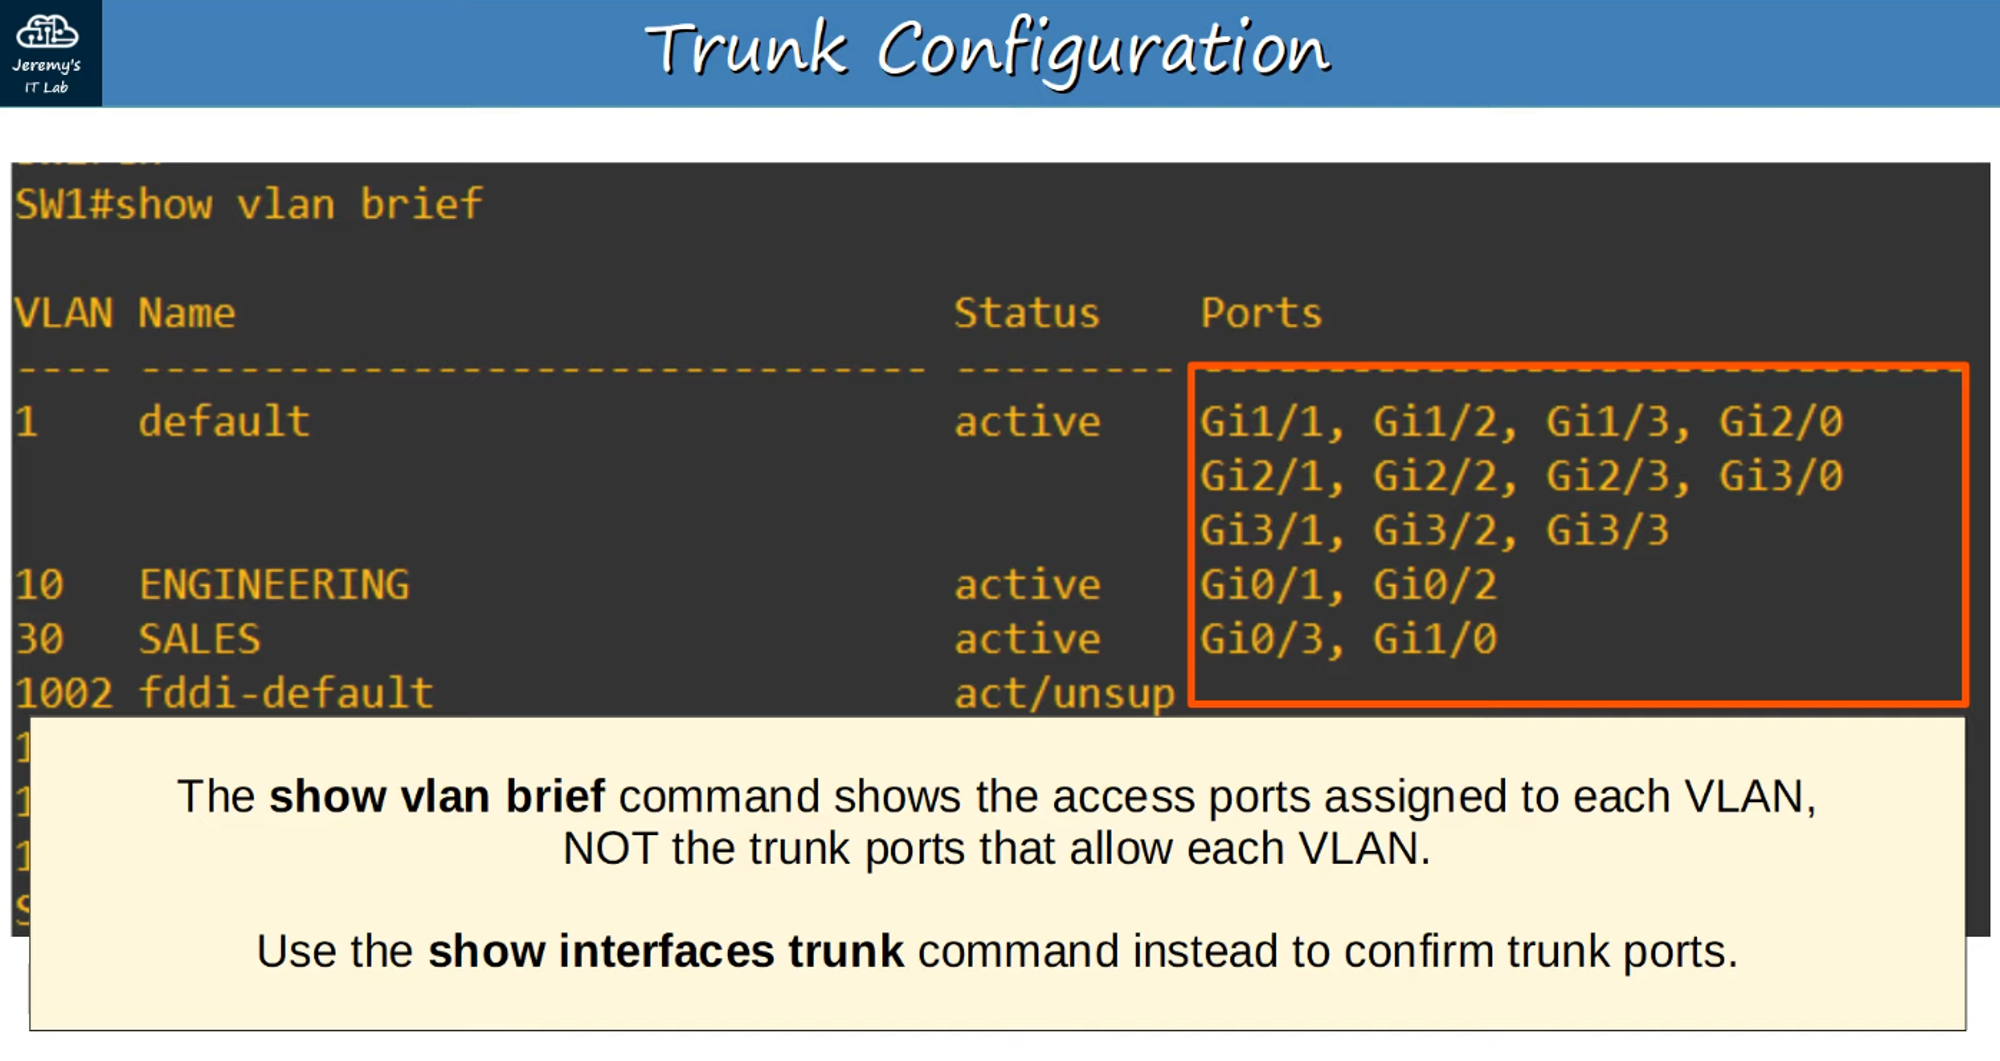 Jeremy's
IT Lab
Trunk Configuration
SW1#show vlan brief
VLAN Name Status Ports
---- -------------------------------- --------- -------------------------------
1 default active Gi1/1, Gi1/2, Gi1/3, Gi2/0
Gi2/1, Gi2/2, Gi2/3, Gi3/0
Gi3/1, Gi3/2, Gi3/3
10 ENGINEERING active Gi0/1, Gi0/2
30 SALES active Gi0/3, Gi1/0
1002 fddi-default act/unsup
The show vlan brief command shows the access ports assigned to each VLAN,
NOT the trunk ports that allow each VLAN.
Use the show interfaces trunk command instead to confirm trunk ports.